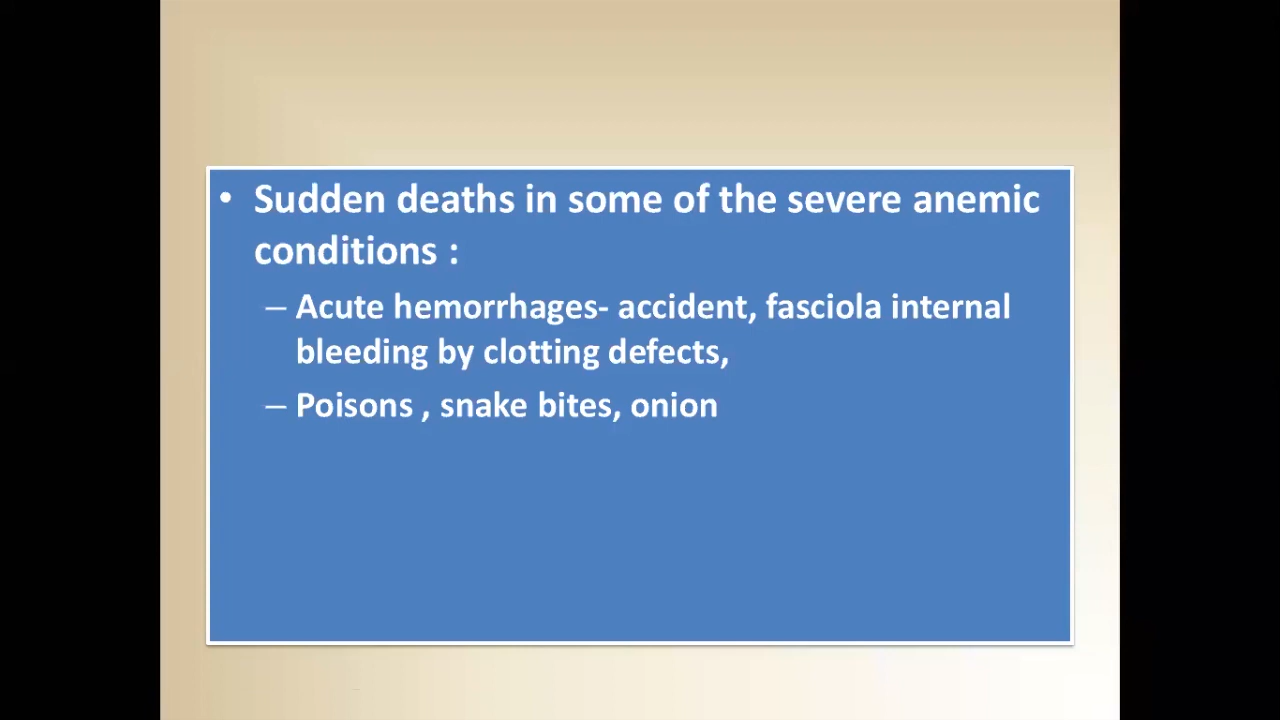 • Sudden deaths in some of the severe anemic
conditions :
– Acute hemorrhages- accident, fasciola internal
bleeding by clotting defects,
– Poisons , snake bites, onion